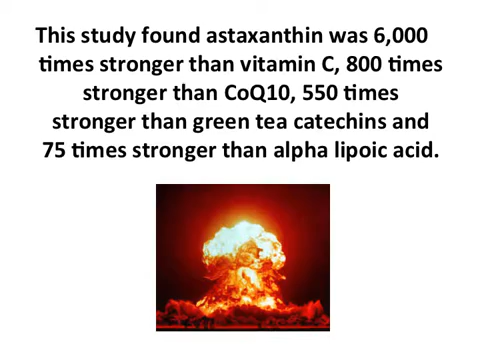 This study found astaxanthin was 6,000
times stronger than vitamin C, 800 times
stronger than CoQ10, 550 times
stronger than green tea catechins and
75 times stronger than alpha lipoic acid.